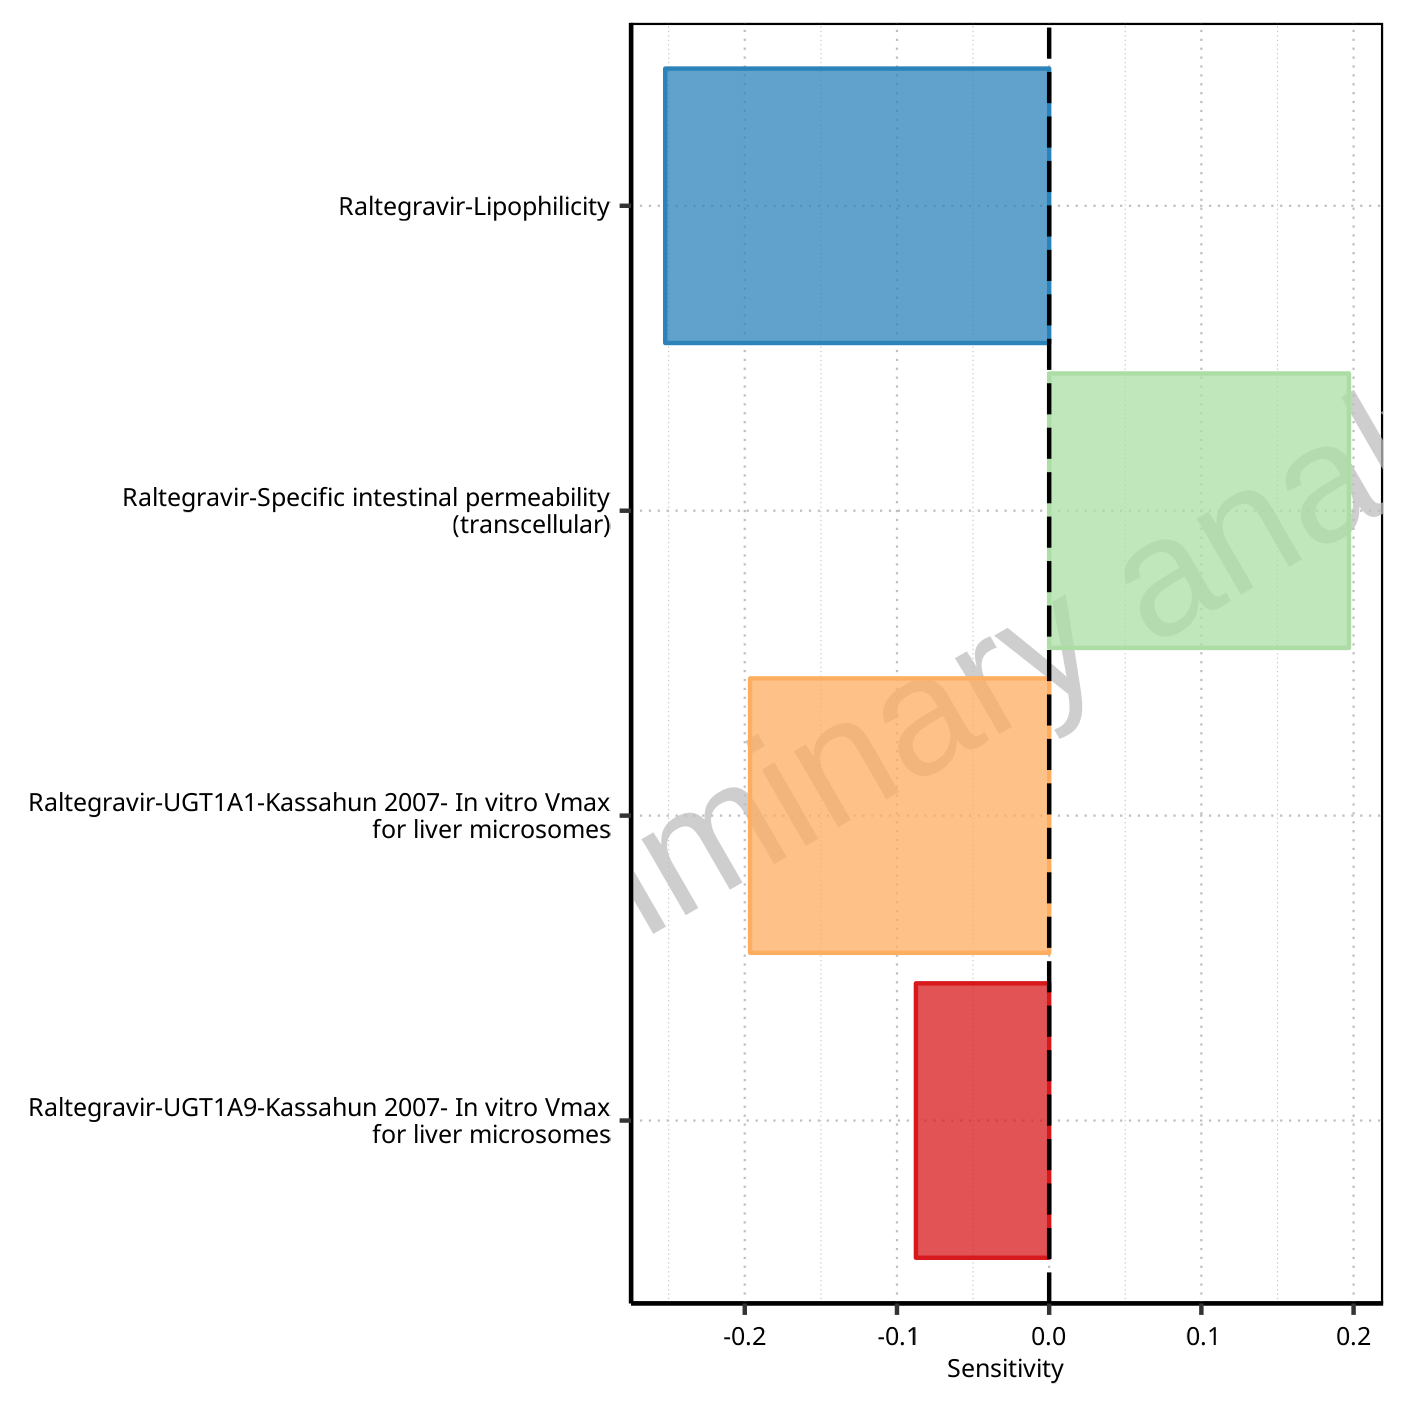 Raltegravir-Lipophilicity
Raltegravir-Specific intestinal permeability
(transcellular)
Raltegravir-UGT1A1-Kassahun 2007- In vitro Vmax
for liver microsomes
Raltegravir-UGT1A9-Kassahun 2007- In vitro Vmax
for liver microsomes
minary anal
-0.2 -0.1 0.0 0.1 0.2
Sensitivity